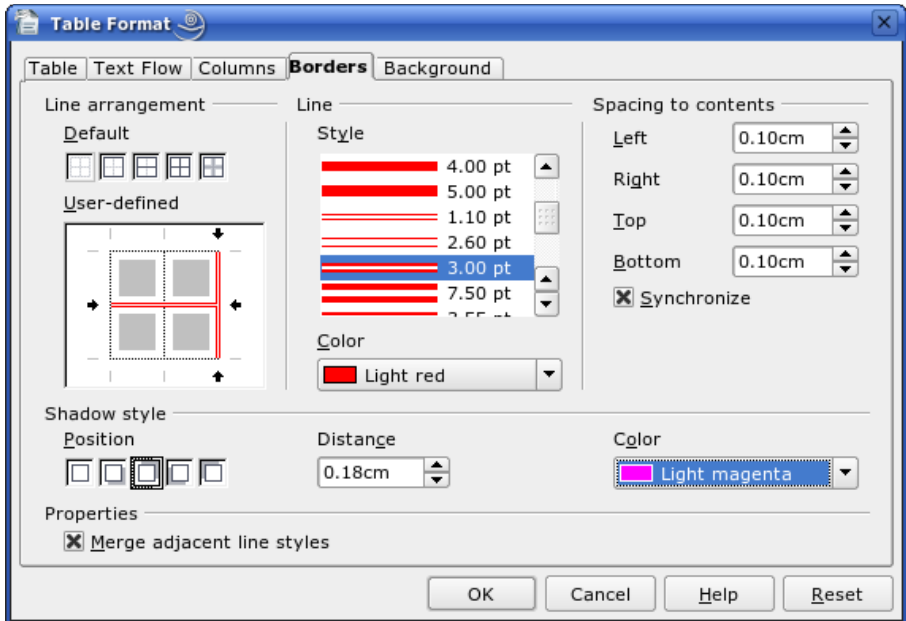 Table Format
Table Text Flow Columns Borders Background
Line arrangement
Default
User-defined
Line
Style
4.00 pt
5.00 pt
1.10 pt
2.60 pt
3.00 pt
7.50 pt
Color
Light red
Spacing to contents
Left 0.10cm
Right 0.10cm
Top 0.10cm
Bottom 0.10cm
Synchronize
Shadow style
Position
Distance
0.18cm
Color
Light magenta
Properties
Merge adjacent line styles
OK Cancel Help Reset